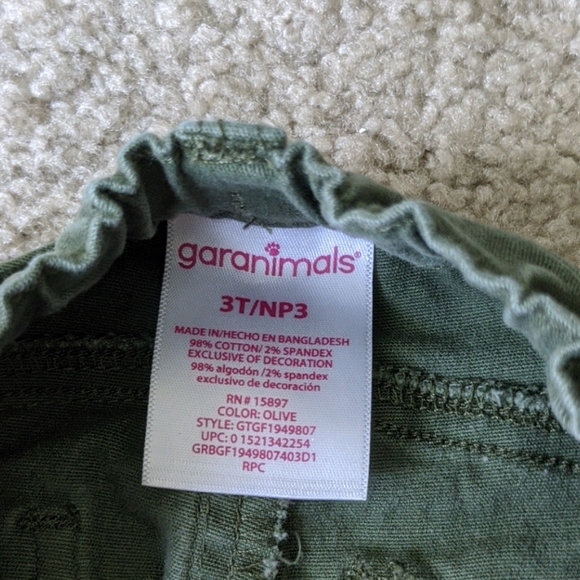 garanimals®
3T/NP3
MADE IN/HECHO EN BANGLADESH
98% COTTON/ 2% SPANDEX
EXCLUSIVE OF DECORATION
98% algodón /2% spandex
exclusivo de decoración
RN# 15897
COLOR: OLIVE
STYLE: GTGF1949807
UPC: 0 1521342254
GRBGF1949807403D1
RPC